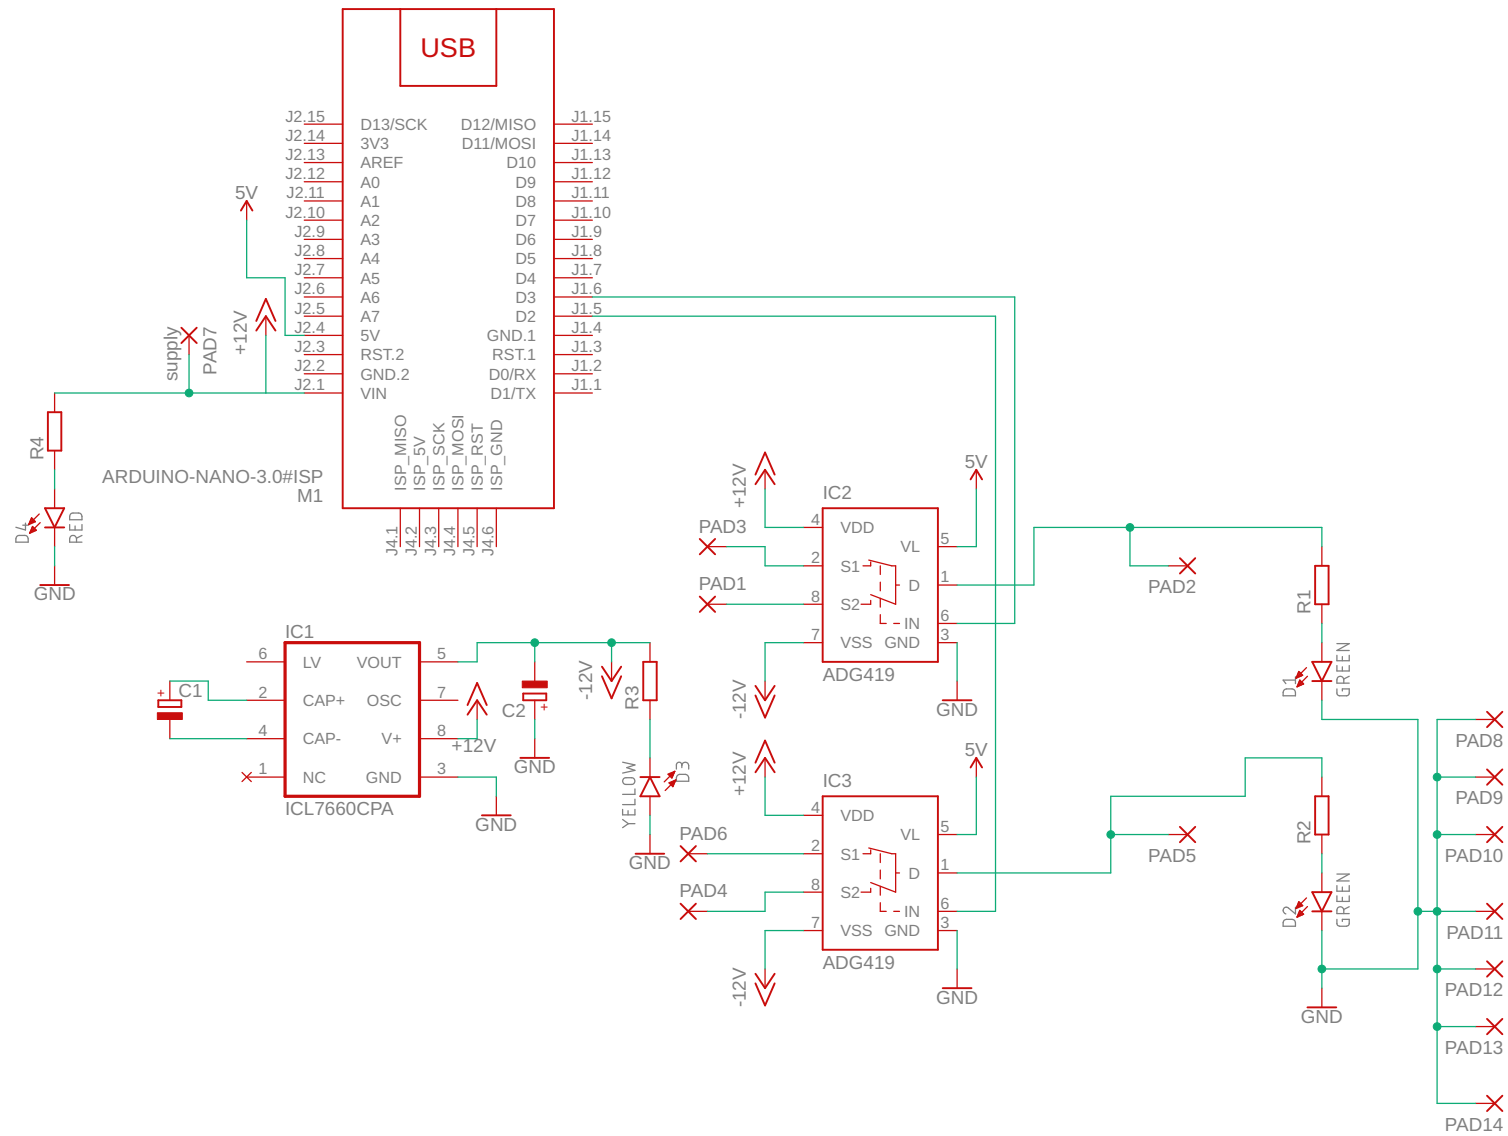 USB
J2.15 D13/SCK D12/MISO J1.15
J2.14 3V3 D11/MOSI J1.14
J2.13 AREF D10 J1.13
J2.12 A0 D9 J1.12
J2.11 A1 D8 J1.11
J2.10 A2 D7 J1.10
J2.9 A3 D6 J1.9
J2.8 A4 D5 J1.8
J2.7 A5 D4 J1.7
J2.6 A6 D3 J1.6
J2.5 A7 D2 J1.5
J2.4 5V GND.1 J1.4
J2.3 RST.2 RST.1 J1.3
J2.2 GND.2 D0/RX J1.2
J2.1 VIN D1/TX J1.1
5V
+12V
supply
PAD7
ISP_MISO
ISP_5V
ISP_SCK
ISP_MOSI
ISP_RST
ISP_GND
J4.1
J4.2
J4.3
J4.4
J4.5
J4.6
ARDUINO-NANO-3.0#ISP
M1
R4
D4
RED
GND
IC1
6 LV VOUT 5
2 CAP+ OSC 7
4 CAP- V+ 8
1 NC GND 3
ICL7660CPA
+
C1
+12V
GND
C2
+
GND
-12V
R3
YELLOW
D3
GND
IC2
+12V
5V
4 VDD
VL 5
PAD3
2 S1
D 1
PAD1
8 S2
IN 6
7 VSS GND 3
ADG419
-12V
GND
IC3
+12V
5V
4 VDD
VL 5
PAD6
2 S1
D 1
PAD4
8 S2
IN 6
7 VSS GND 3
ADG419
-12V
GND
PAD2
R1
D1
GREEN
PAD5
R2
D2
GREEN
GND
PAD8
PAD9
PAD10
PAD11
PAD12
PAD13
PAD14